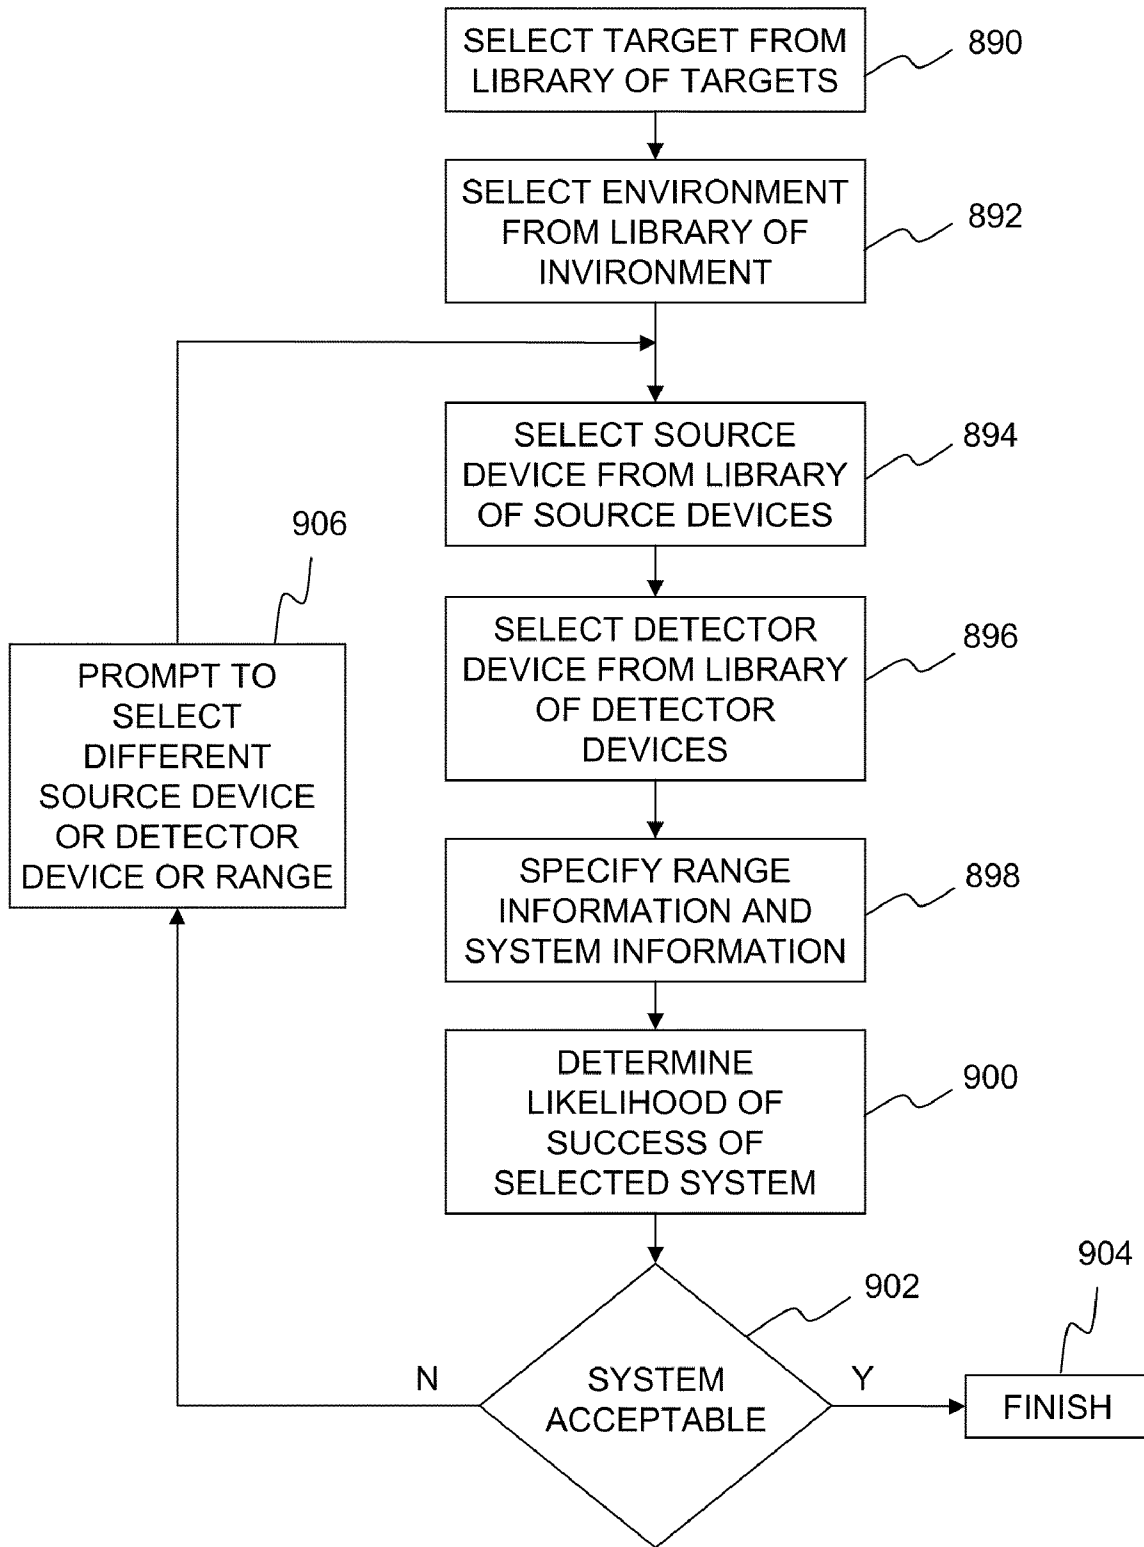 SELECT TARGET FROM
LIBRARY OF TARGETS
890
SELECT ENVIRONMENT
FROM LIBRARY OF
INVIRONMENT
892
SELECT SOURCE
DEVICE FROM LIBRARY
OF SOURCE DEVICES
894
906
PROMPT TO
SELECT
DIFFERENT
SOURCE DEVICE
OR DETECTOR
DEVICE OR RANGE
SELECT DETECTOR
DEVICE FROM LIBRARY
OF DETECTOR
DEVICES
896
SPECIFY RANGE
INFORMATION AND
SYSTEM INFORMATION
898
DETERMINE
LIKELIHOOD OF
SUCCESS OF
SELECTED SYSTEM
900
902
SYSTEM
ACCEPTABLE
N
Y
904
FINISH